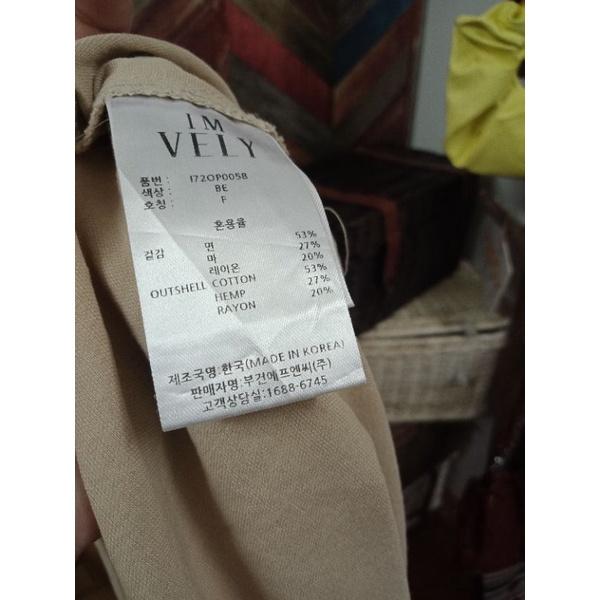 IM
VELY
품번 : I72OP005B
색상 : BE
호칭 : F
혼용율
겉감 면 53%
마 27%
레이온 20%
OUTSHELL COTTON 53%
HEMP 27%
RAYON 20%
제조국명:한국(MADE IN KOREA)
판매자명:부건에프엔씨(주)
고객상담실:1688-6745